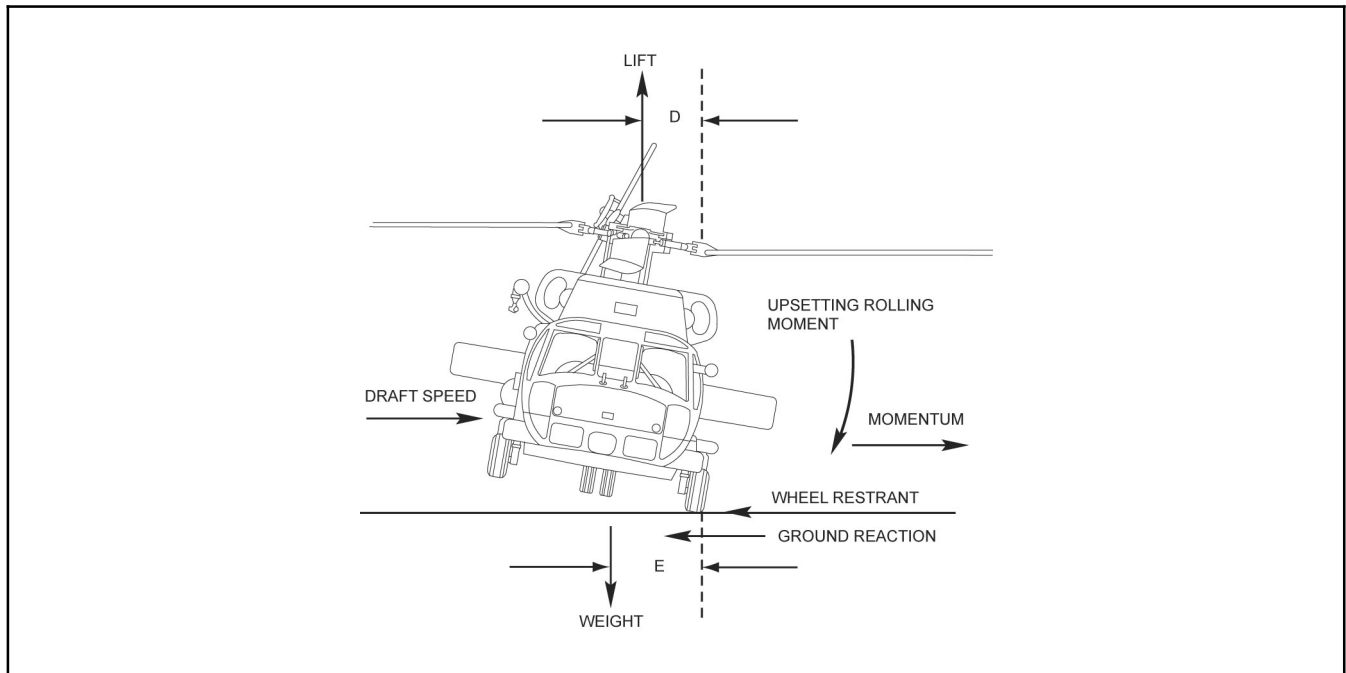 LIFT
D
UPSETTING ROLLING
MOMENT
DRAFT SPEED
MOMENTUM
WHEEL RESTRANT
GROUND REACTION
E
WEIGHT